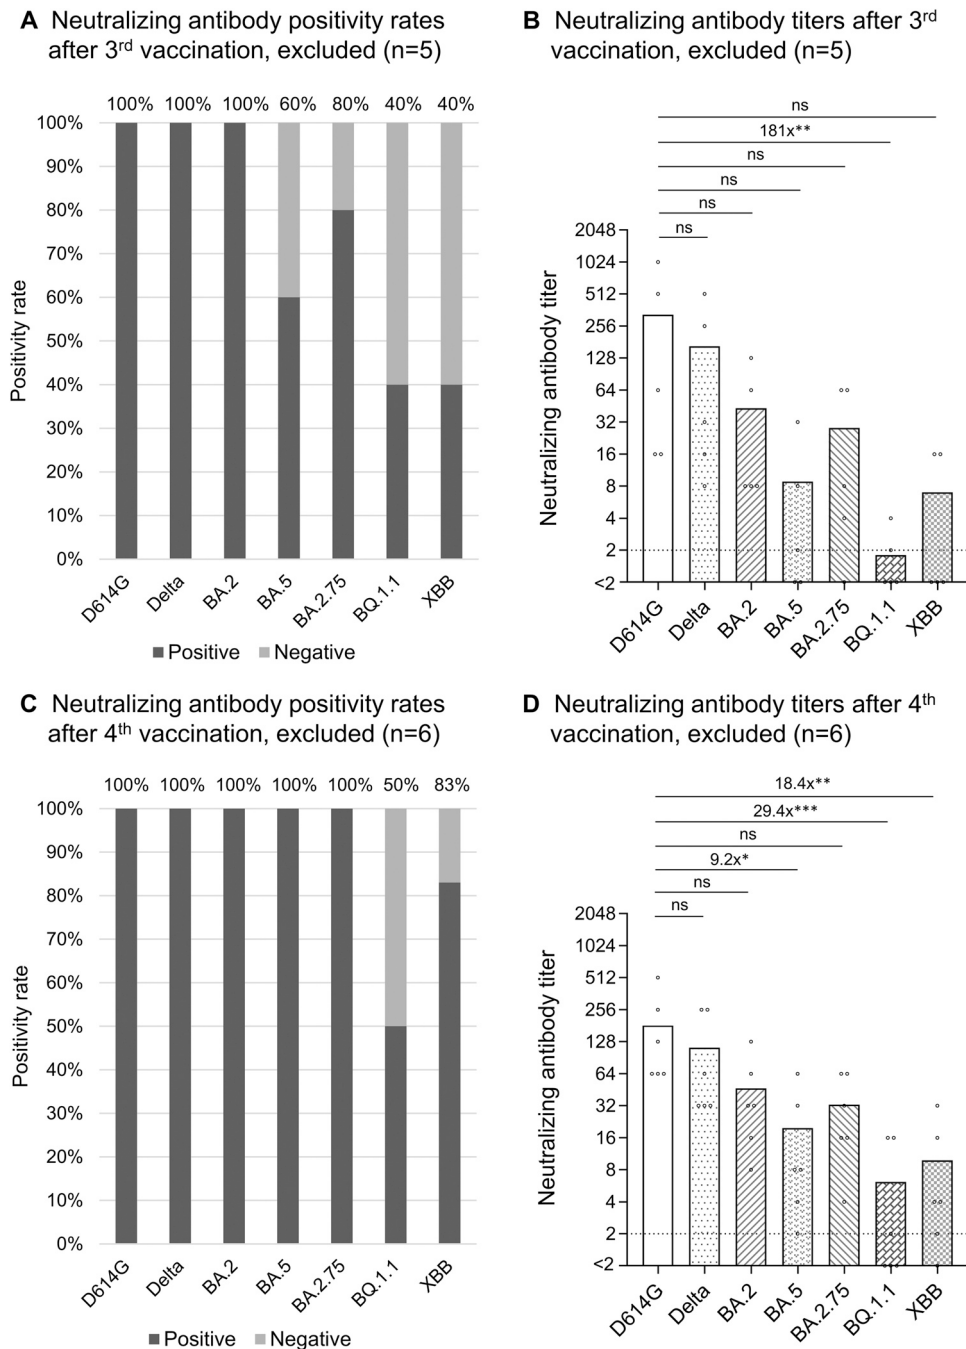 A Neutralizing antibody positivity rates
after 3rd vaccination, excluded (n=5)
100% 100% 100% 60% 80% 40% 40%
Positivity rate
100%
90%
80%
70%
60%
50%
40%
30%
20%
10%
0%
D614G Delta BA.2 BA.5 BA.2.75 BQ.1.1 XBB
Positive Negative
B Neutralizing antibody titers after 3rd
vaccination, excluded (n=5)
ns
181x**
ns
ns
ns
ns
Neutralizing antibody titer
2048
1024
512
256
128
64
32
16
8
4
2
<2
D614G Delta BA.2 BA.5 BA.2.75 BQ.1.1 XBB
C Neutralizing antibody positivity rates
after 4th vaccination, excluded (n=6)
100% 100% 100% 100% 100% 50% 83%
Positivity rate
100%
90%
80%
70%
60%
50%
40%
30%
20%
10%
0%
D614G Delta BA.2 BA.5 BA.2.75 BQ.1.1 XBB
Positive Negative
D Neutralizing antibody titers after 4th
vaccination, excluded (n=6)
18.4x**
29.4x***
ns
9.2x*
ns
ns
Neutralizing antibody titer
2048
1024
512
256
128
64
32
16
8
4
2
<2
D614G Delta BA.2 BA.5 BA.2.75 BQ.1.1 XBB